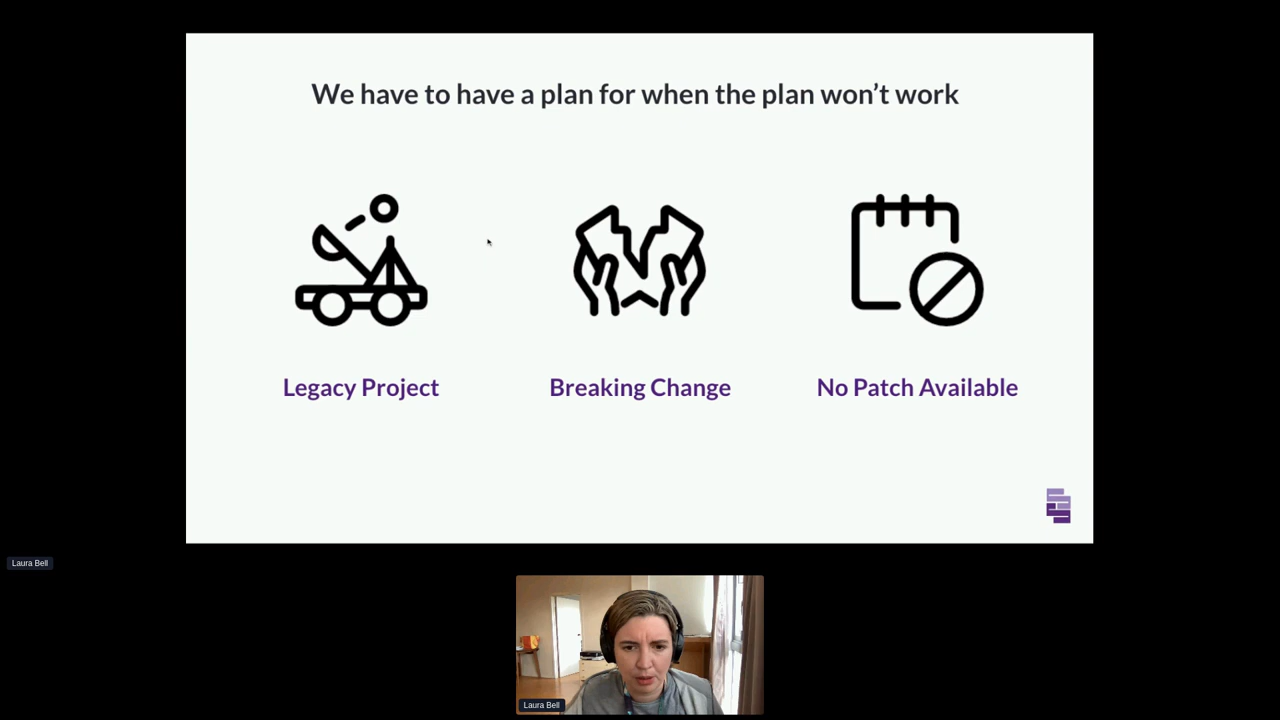 We have to have a plan for when the plan won’t work
Legacy Project
Breaking Change
No Patch Available
Laura Bell
Laura Bell